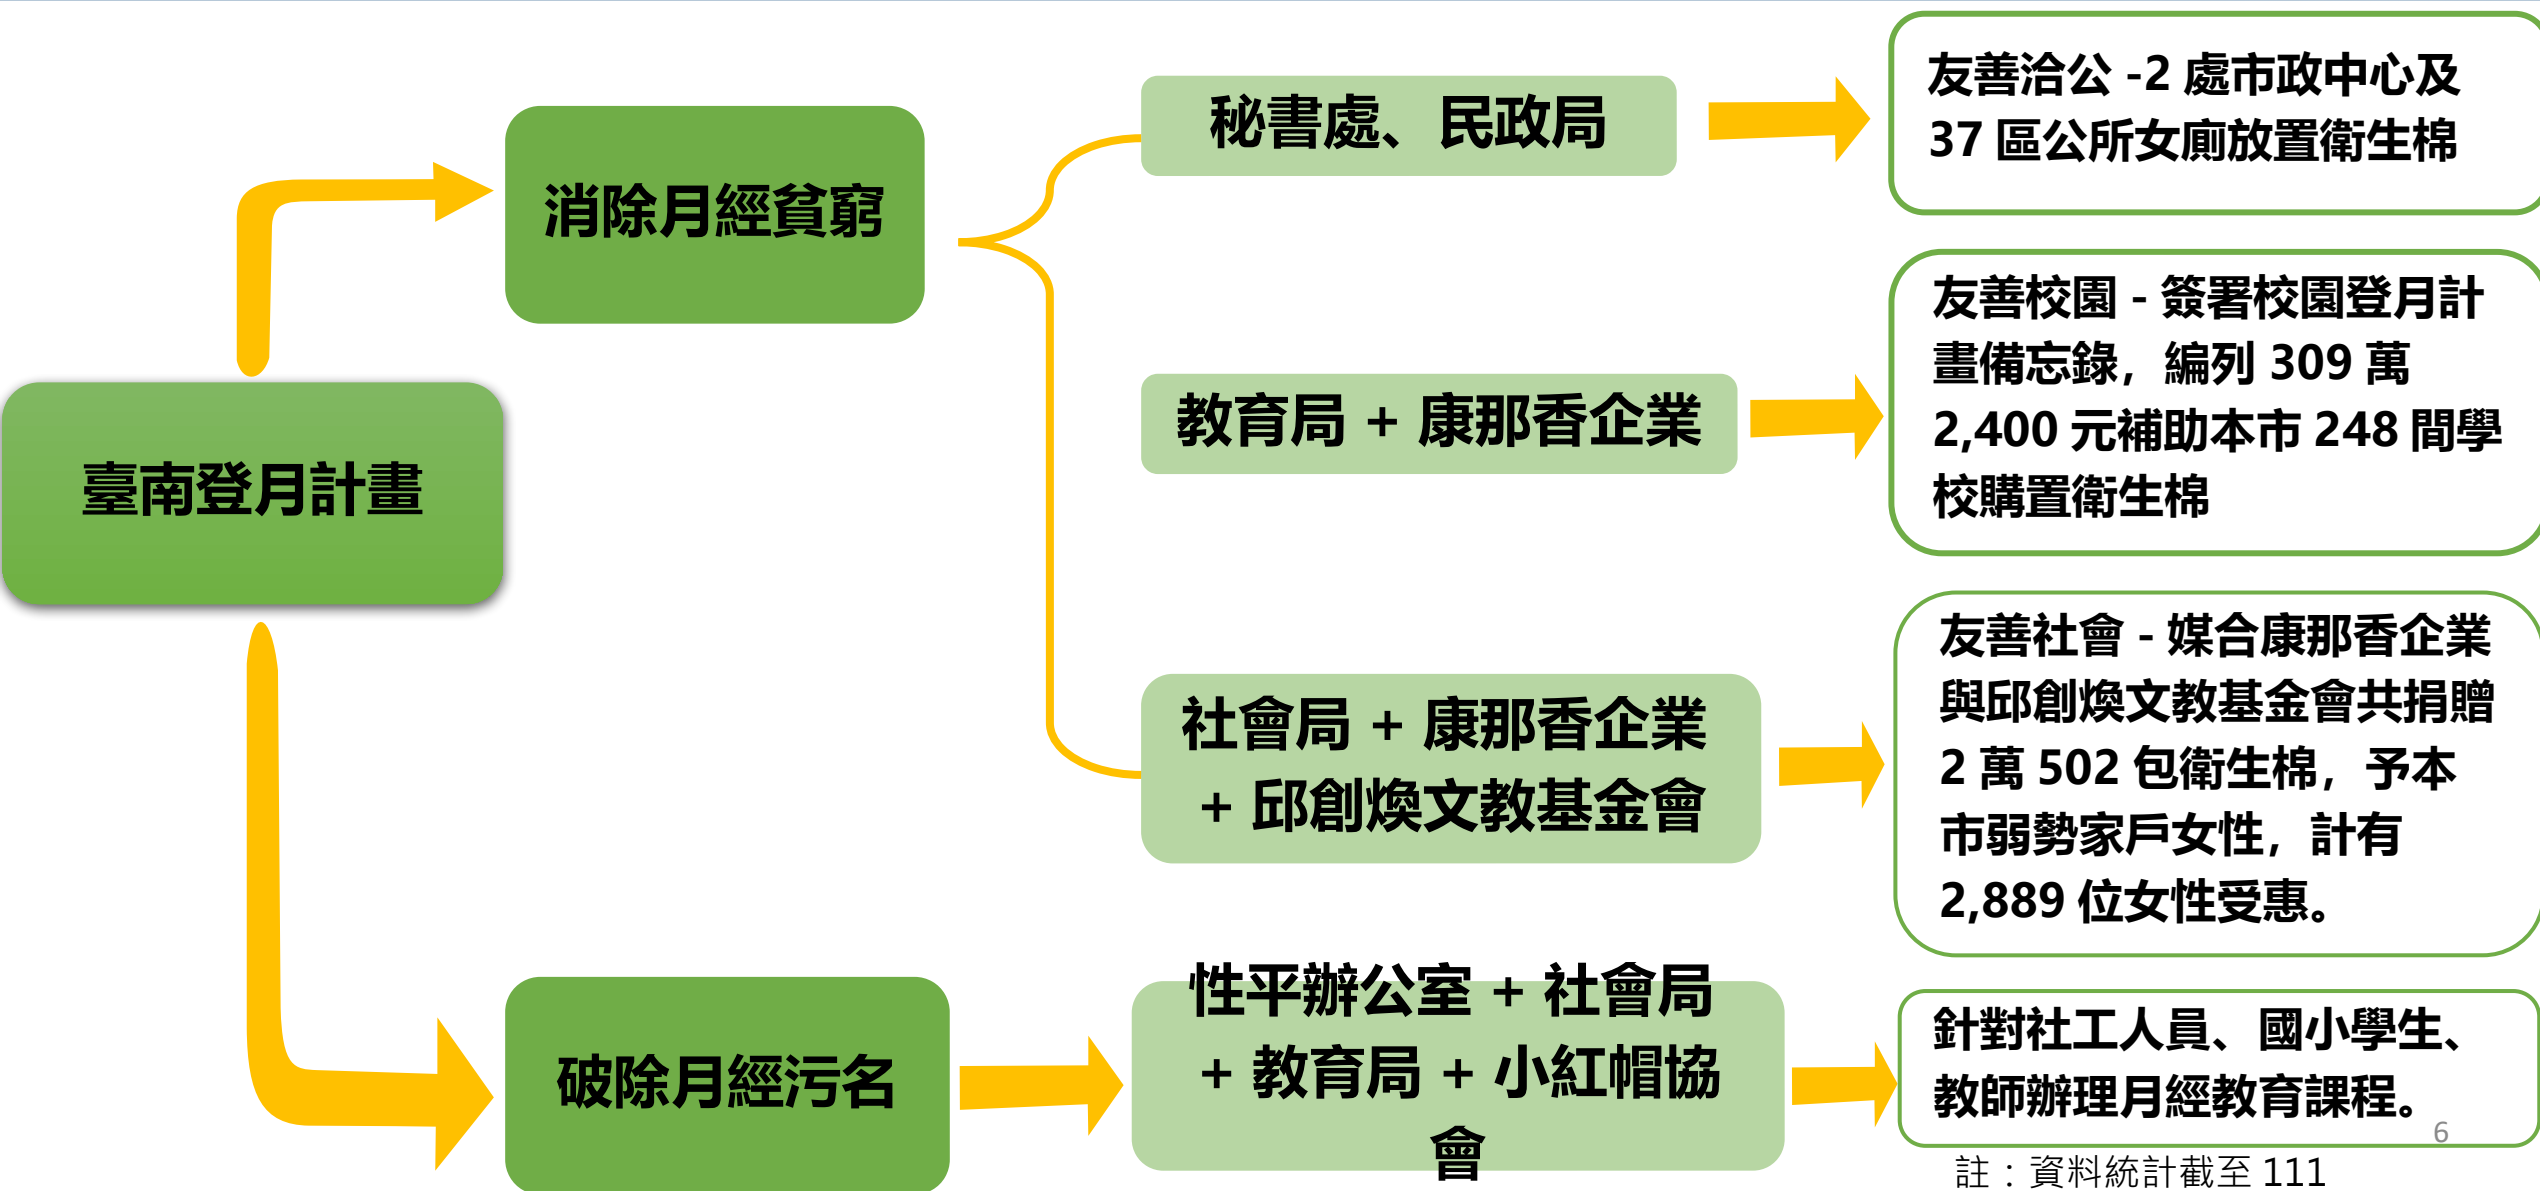 臺南登月計畫
消除月經貧窮
秘書處、民政局
友善洽公 -2 處市政中心及
37 區公所女廁放置衛生棉
教育局 + 康那香企業
友善校園 - 簽署校園登月計
畫備忘錄，編列 309 萬
2,400 元補助本市 248 間學
校購置衛生棉
社會局 + 康那香企業
+ 邱創煥文教基金會
友善社會 - 媒合康那香企業
與邱創煥文教基金會共捐贈
2 萬 502 包衛生棉，予本
市弱勢家戶女性，計有
2,889 位女性受惠。
破除月經污名
性平辦公室 + 社會局
+ 教育局 + 小紅帽協
會
針對社工人員、國小學生、
教師辦理月經教育課程。
6
註：資料統計截至 111